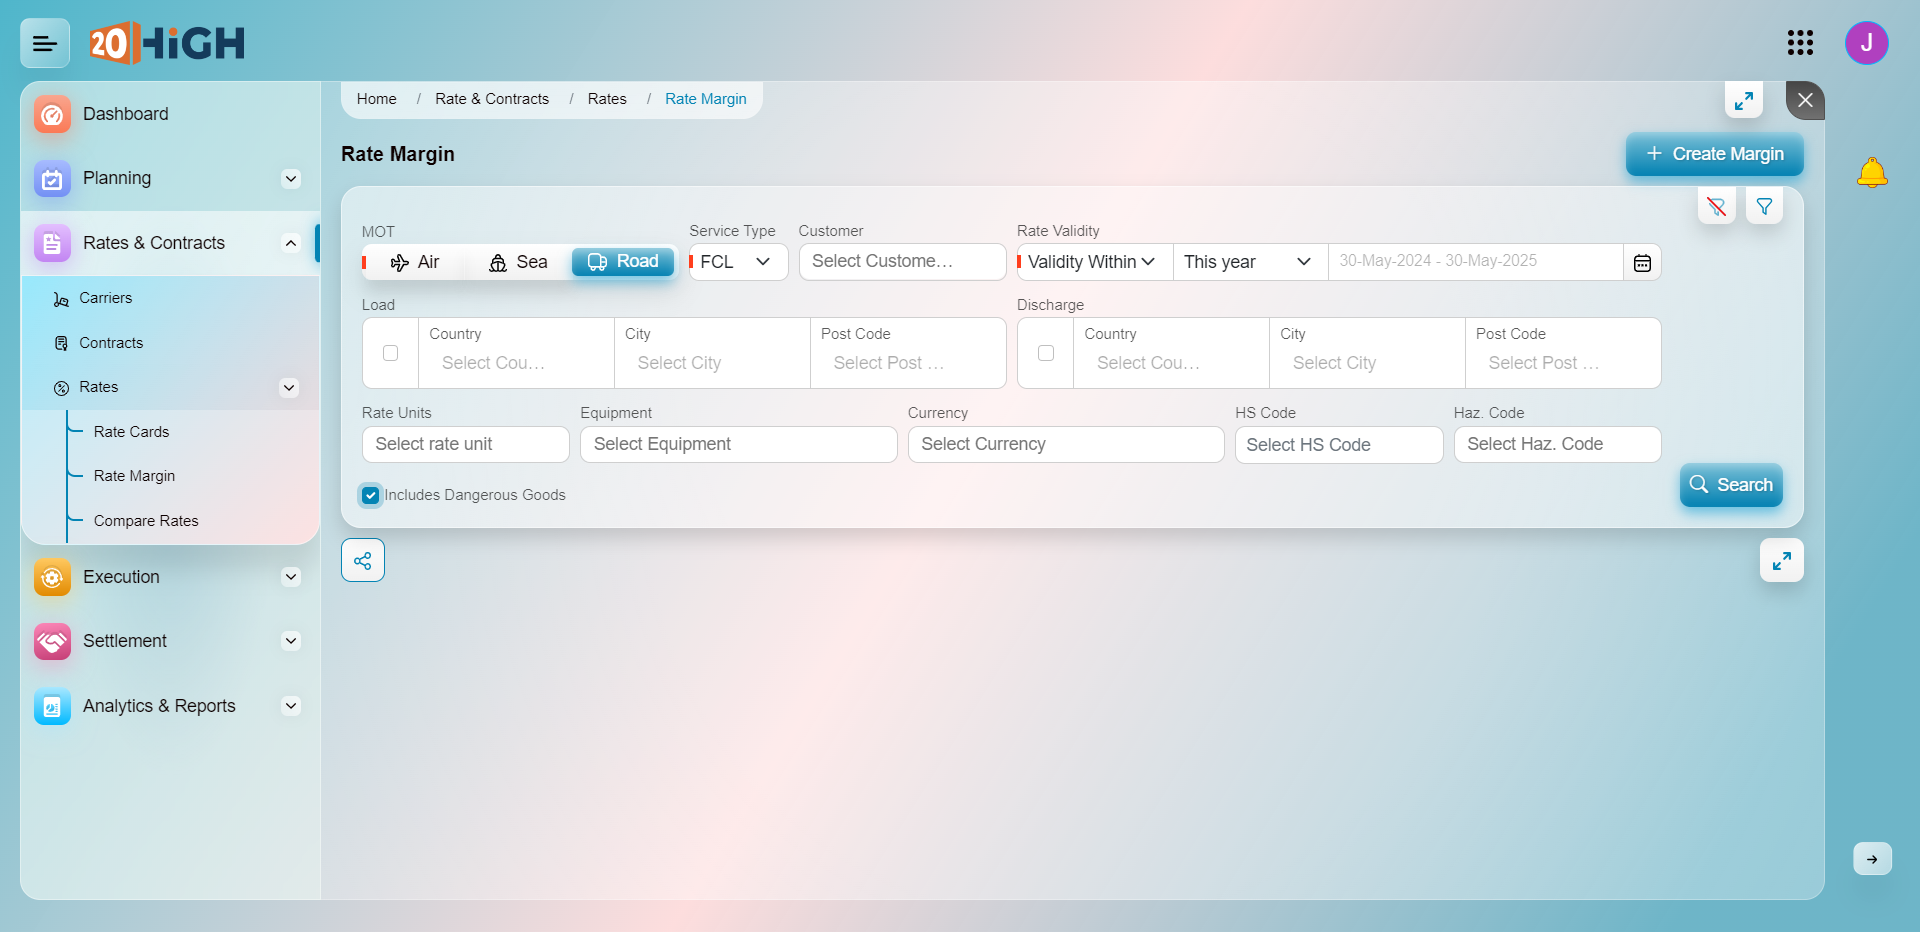 20HiGH
J
Dashboard
Planning
Rates & Contracts
Carriers
Contracts
Rates
Rate Cards
Rate Margin
Compare Rates
Execution
Settlement
Analytics & Reports
Home / Rate & Contracts / Rates / Rate Margin
Rate Margin
Create Margin
MOT
Air
Sea
Road
Service Type
FCL
Customer
Select Custome...
Rate Validity
Validity Within
This year
30-May-2024 - 30-May-2025
Load
Country
Select Cou...
City
Select City
Post Code
Select Post ...
Discharge
Country
Select Cou...
City
Select City
Post Code
Select Post ...
Rate Units
Select rate unit
Equipment
Select Equipment
Currency
Select Currency
HS Code
Select HS Code
Haz. Code
Select Haz. Code
Includes Dangerous Goods
Search